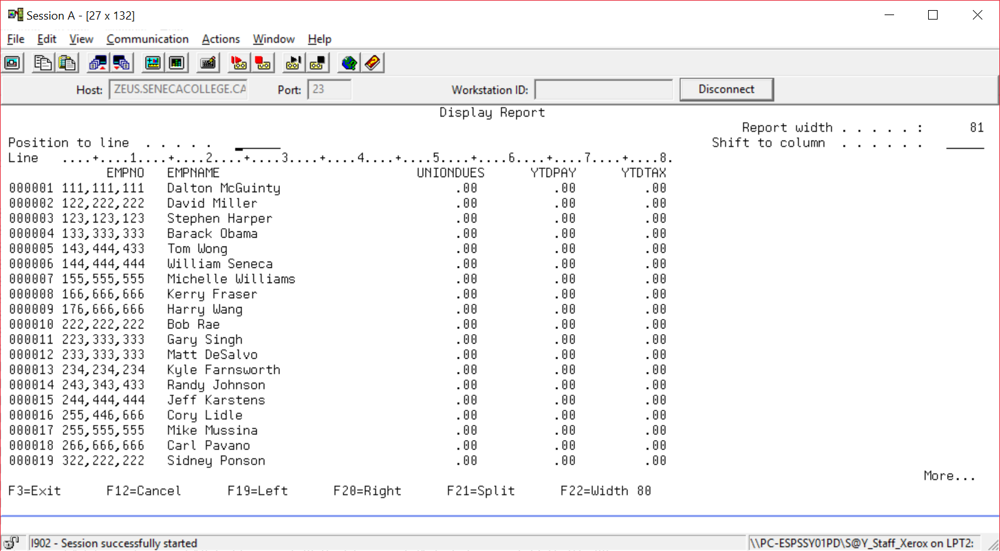 Session A - [27 x 132]
File Edit View Communication Actions Window Help
Host: ZEUS.SENECACOLLEGE.CA Port: 23 Workstation ID: Disconnect
Display Report
Report width . . . . . : 81
Position to line . . . . . Shift to column . . . . . .
Line ....+....1....+....2....+....3....+....4....+....5....+....6....+....7....+....8.
EMPNO EMPNAME UNIONDUES YTDPAY YTDTAX
000001 111,111,111 Dalton McGuinty .00 .00 .00
000002 122,222,222 David Miller .00 .00 .00
000003 123,123,123 Stephen Harper .00 .00 .00
000004 133,333,333 Barack Obama .00 .00 .00
000005 143,444,433 Tom Wong .00 .00 .00
000006 144,444,444 William Seneca .00 .00 .00
000007 155,555,555 Michelle Williams .00 .00 .00
000008 166,666,666 Kerry Fraser .00 .00 .00
000009 176,666,666 Harry Wang .00 .00 .00
000010 222,222,222 Bob Rae .00 .00 .00
000011 223,333,333 Gary Singh .00 .00 .00
000012 233,333,333 Matt DeSalvo .00 .00 .00
000013 234,234,234 Kyle Farnsworth .00 .00 .00
000014 243,343,433 Randy Johnson .00 .00 .00
000015 244,444,444 Jeff Karstens .00 .00 .00
000016 255,446,666 Cory Lidle .00 .00 .00
000017 255,555,555 Mike Mussina .00 .00 .00
000018 266,666,666 Carl Pavano .00 .00 .00
000019 322,222,222 Sidney Ponson .00 .00 .00
More...
F3=Exit F12=Cancel F19=Left F20=Right F21=Split F22=Width 80
I902 - Session successfully started \\PC-ESPSSY01PD\S@Y_Staff_Xerox on LPT2: